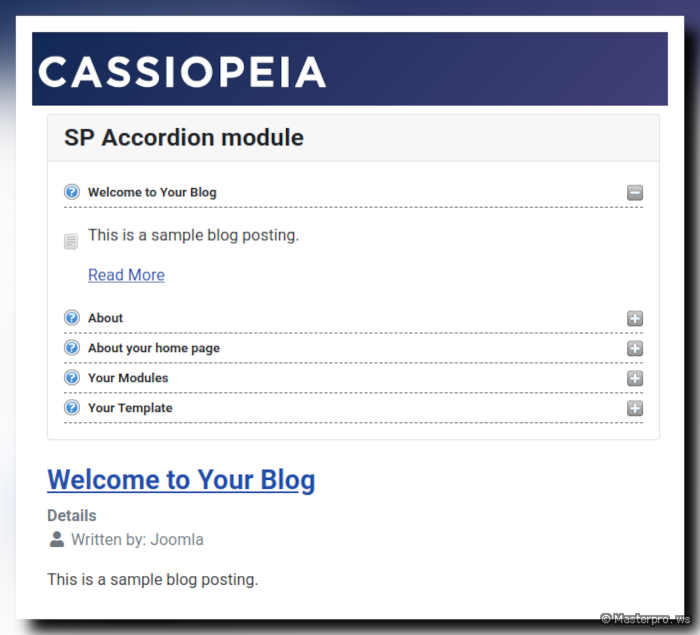 CASSIOPEIA
SP Accordion module
Welcome to Your Blog
This is a sample blog posting.
Read More
About
About your home page
Your Modules
Your Template
Welcome to Your Blog
Details
Written by: Joomla
This is a sample blog posting.
© Masterpro.ws